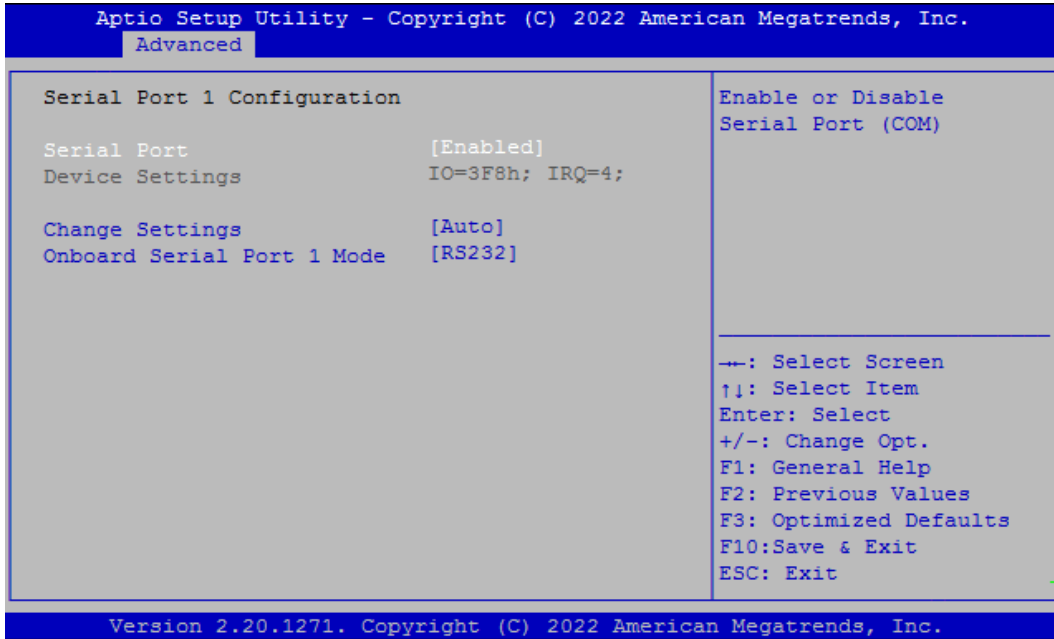 Aptio Setup Utility - Copyright (C) 2022 American Megatrends, Inc.
Advanced
Serial Port 1 Configuration
Serial Port [Enabled]
Device Settings IO=3F8h; IRQ=4;
Change Settings [Auto]
Onboard Serial Port 1 Mode [RS232]
Enable or Disable
Serial Port (COM)
→←: Select Screen
↑↓: Select Item
Enter: Select
+/-: Change Opt.
F1: General Help
F2: Previous Values
F3: Optimized Defaults
F10:Save & Exit
ESC: Exit
Version 2.20.1271. Copyright (C) 2022 American Megatrends, Inc.